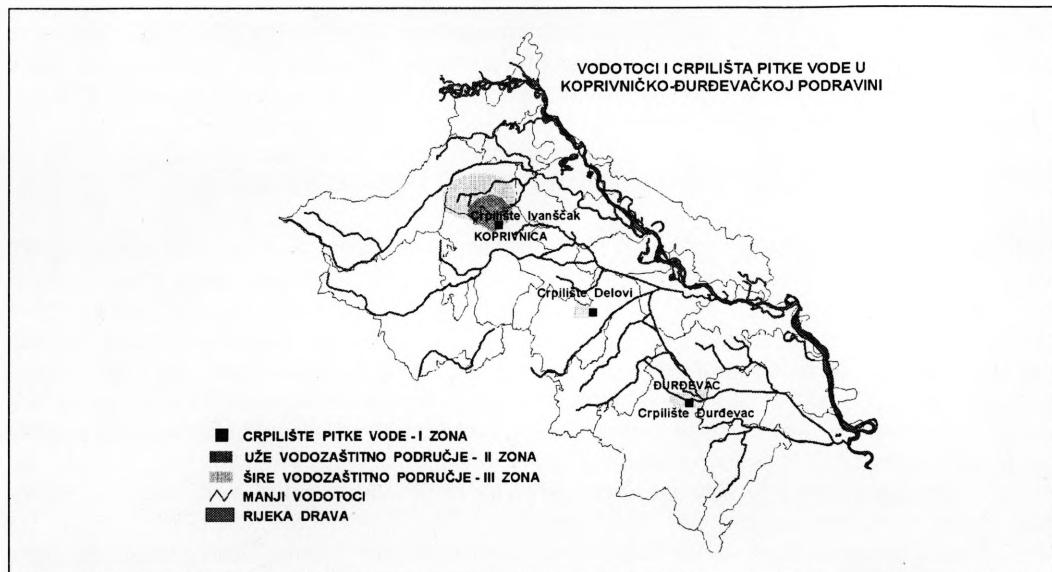 VODOTOCI I CRPILIŠTA PITKE VODE U
KOPRIVNIČKO-ĐURĐEVAČKOJ PODRAVINI
Crpilište Ivanščak
KOPRIVNICA
Crpilište Delovi
ĐURĐEVAC
Crpilište Đurđevac
CRPILIŠTE PITKE VODE - I ZONA
UŽE VODOZAŠTITNO PODRUČJE - II ZONA
ŠIRE VODOZAŠTITNO PODRUČJE - III ZONA
MANJI VODOTOCI
RIJEKA DRAVA